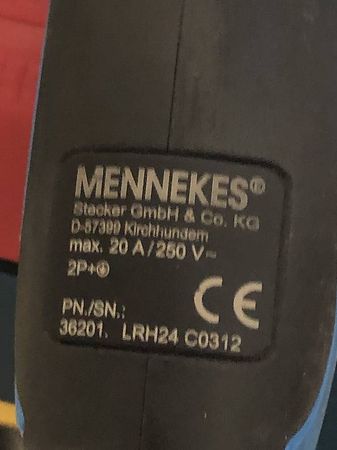 MENNEKES®
Stecker GmbH & Co. KG
D-57399 Kirchhundem
max. 20 A / 250 V~
2P+⏚
CE
PN./SN.:
36201. LRH24 C0312